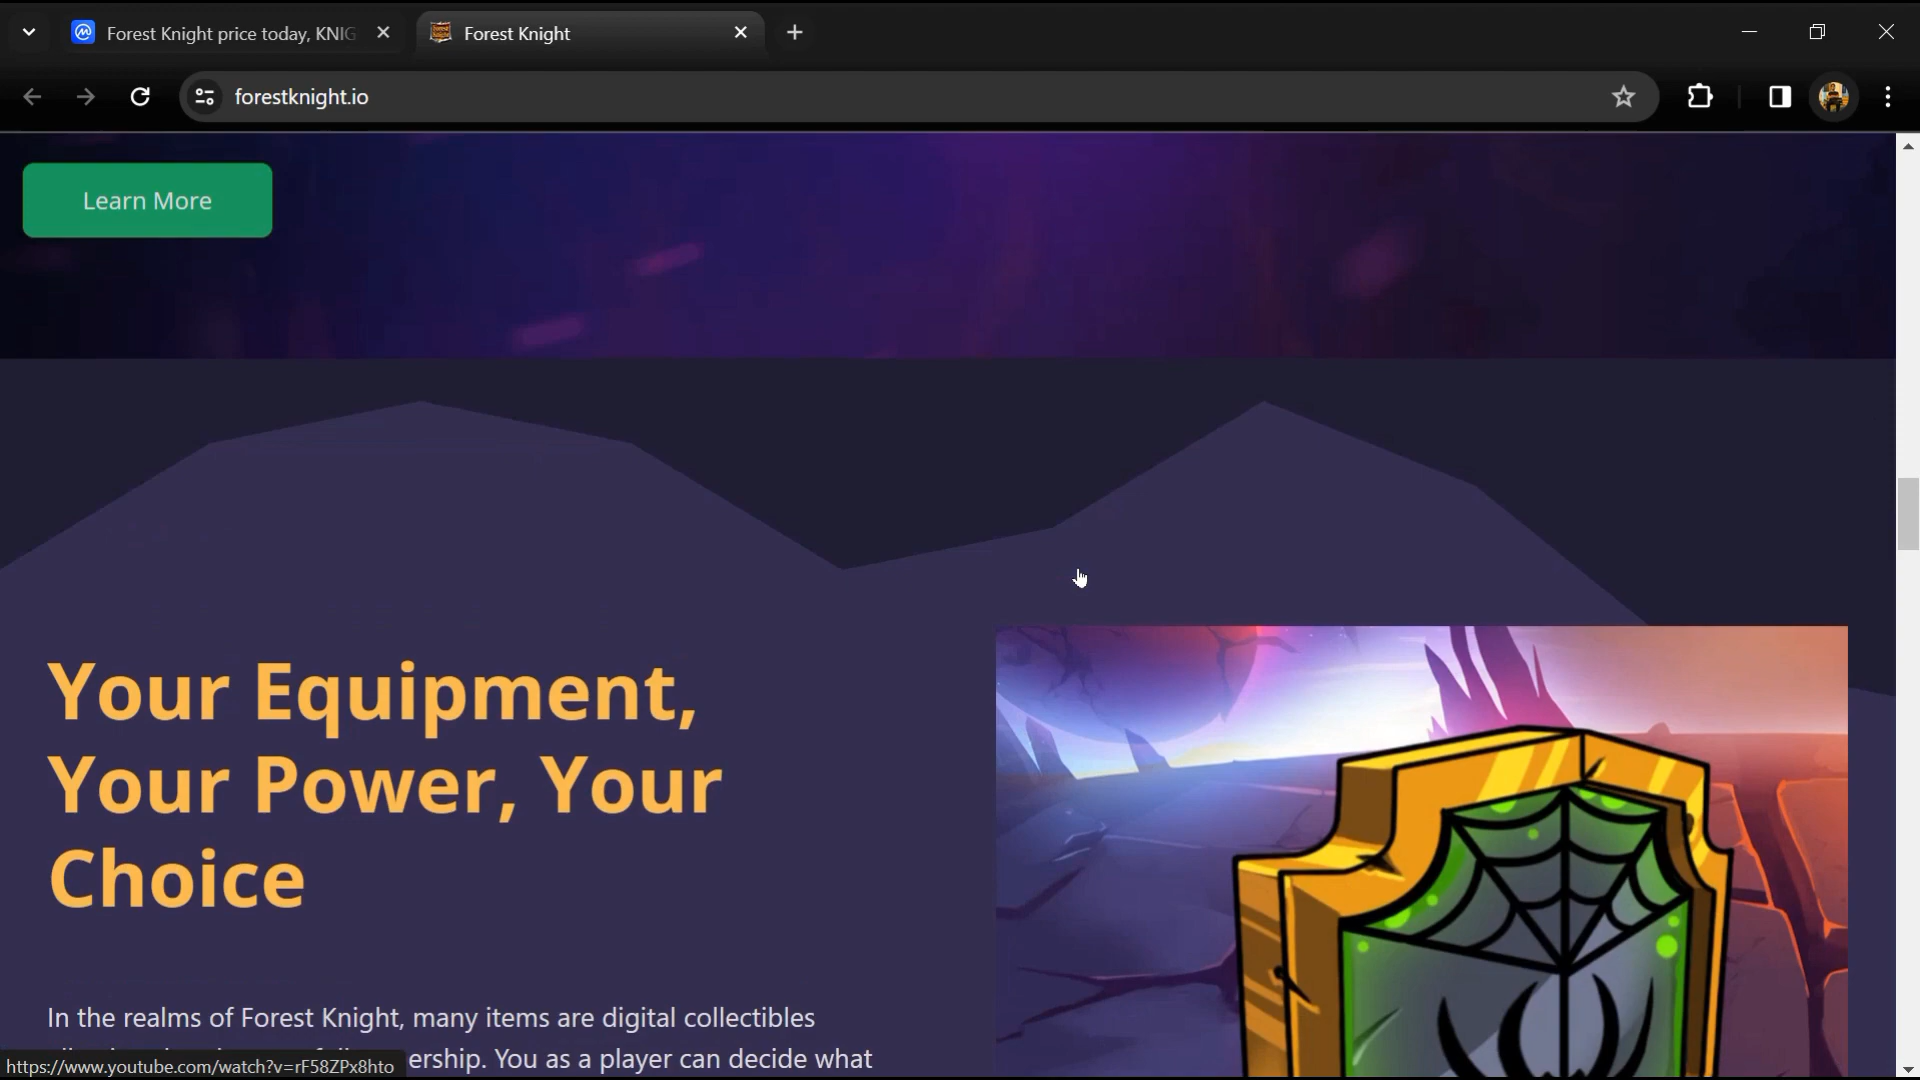 Forest Knight price today, KNIG
Forest Knight
forestknight.io
Learn More
Your Equipment,
Your Power, Your
Choice
In the realms of Forest Knight, many items are digital collectibles
ership. You as a player can decide what
https://www.youtube.com/watch?v=rF58ZPx8hto